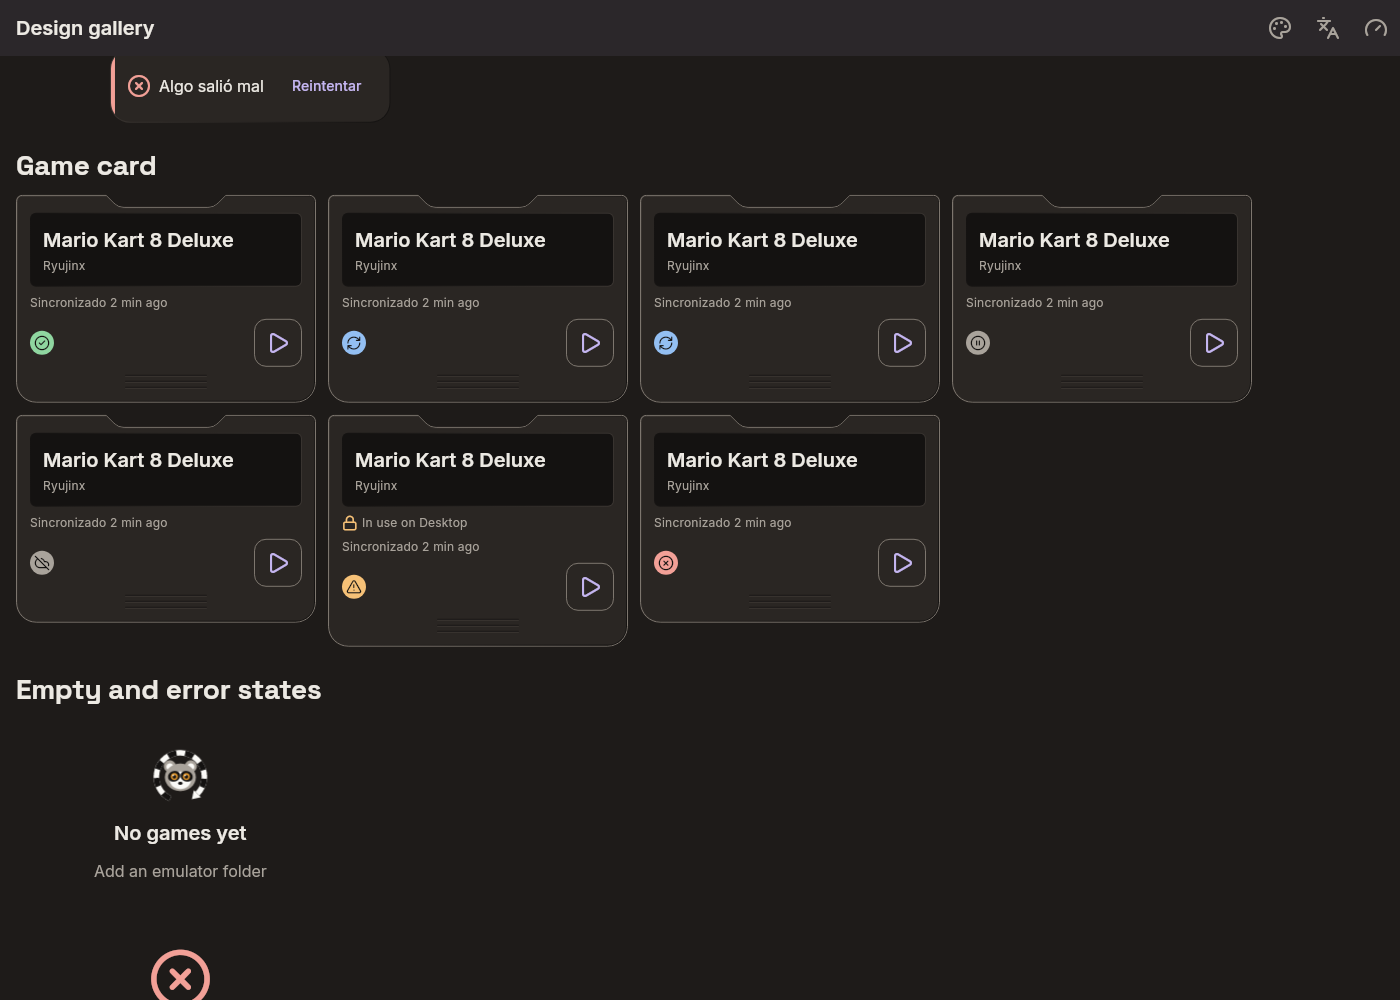 Design gallery
Algo salió mal
Reintentar
Game card
Mario Kart 8 Deluxe
Ryujinx
Sincronizado 2 min ago
Mario Kart 8 Deluxe
Ryujinx
Sincronizado 2 min ago
Mario Kart 8 Deluxe
Ryujinx
Sincronizado 2 min ago
Mario Kart 8 Deluxe
Ryujinx
Sincronizado 2 min ago
Mario Kart 8 Deluxe
Ryujinx
Sincronizado 2 min ago
Mario Kart 8 Deluxe
Ryujinx
In use on Desktop
Sincronizado 2 min ago
Mario Kart 8 Deluxe
Ryujinx
Sincronizado 2 min ago
Empty and error states
No games yet
Add an emulator folder